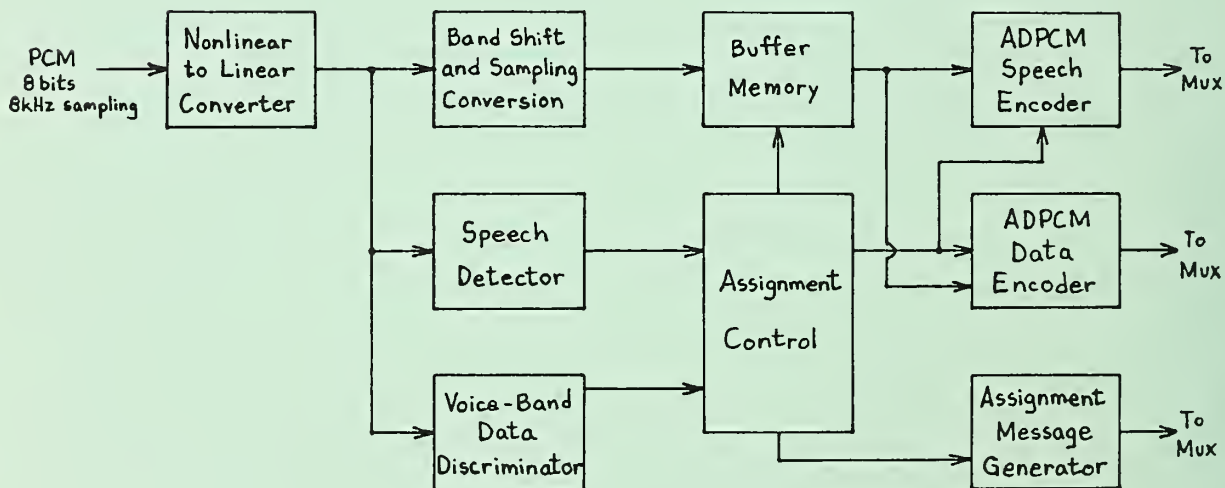 PCM
8 bits
8kHz sampling
Nonlinear
to Linear
Converter
Band Shift
and Sampling
Conversion
Buffer
Memory
ADPCM
Speech
Encoder
To
Mux
Speech
Detector
Assignment
Control
ADPCM
Data
Encoder
To
Mux
Voice-Band
Data
Discriminator
Assignment
Message
Generator
To
Mux